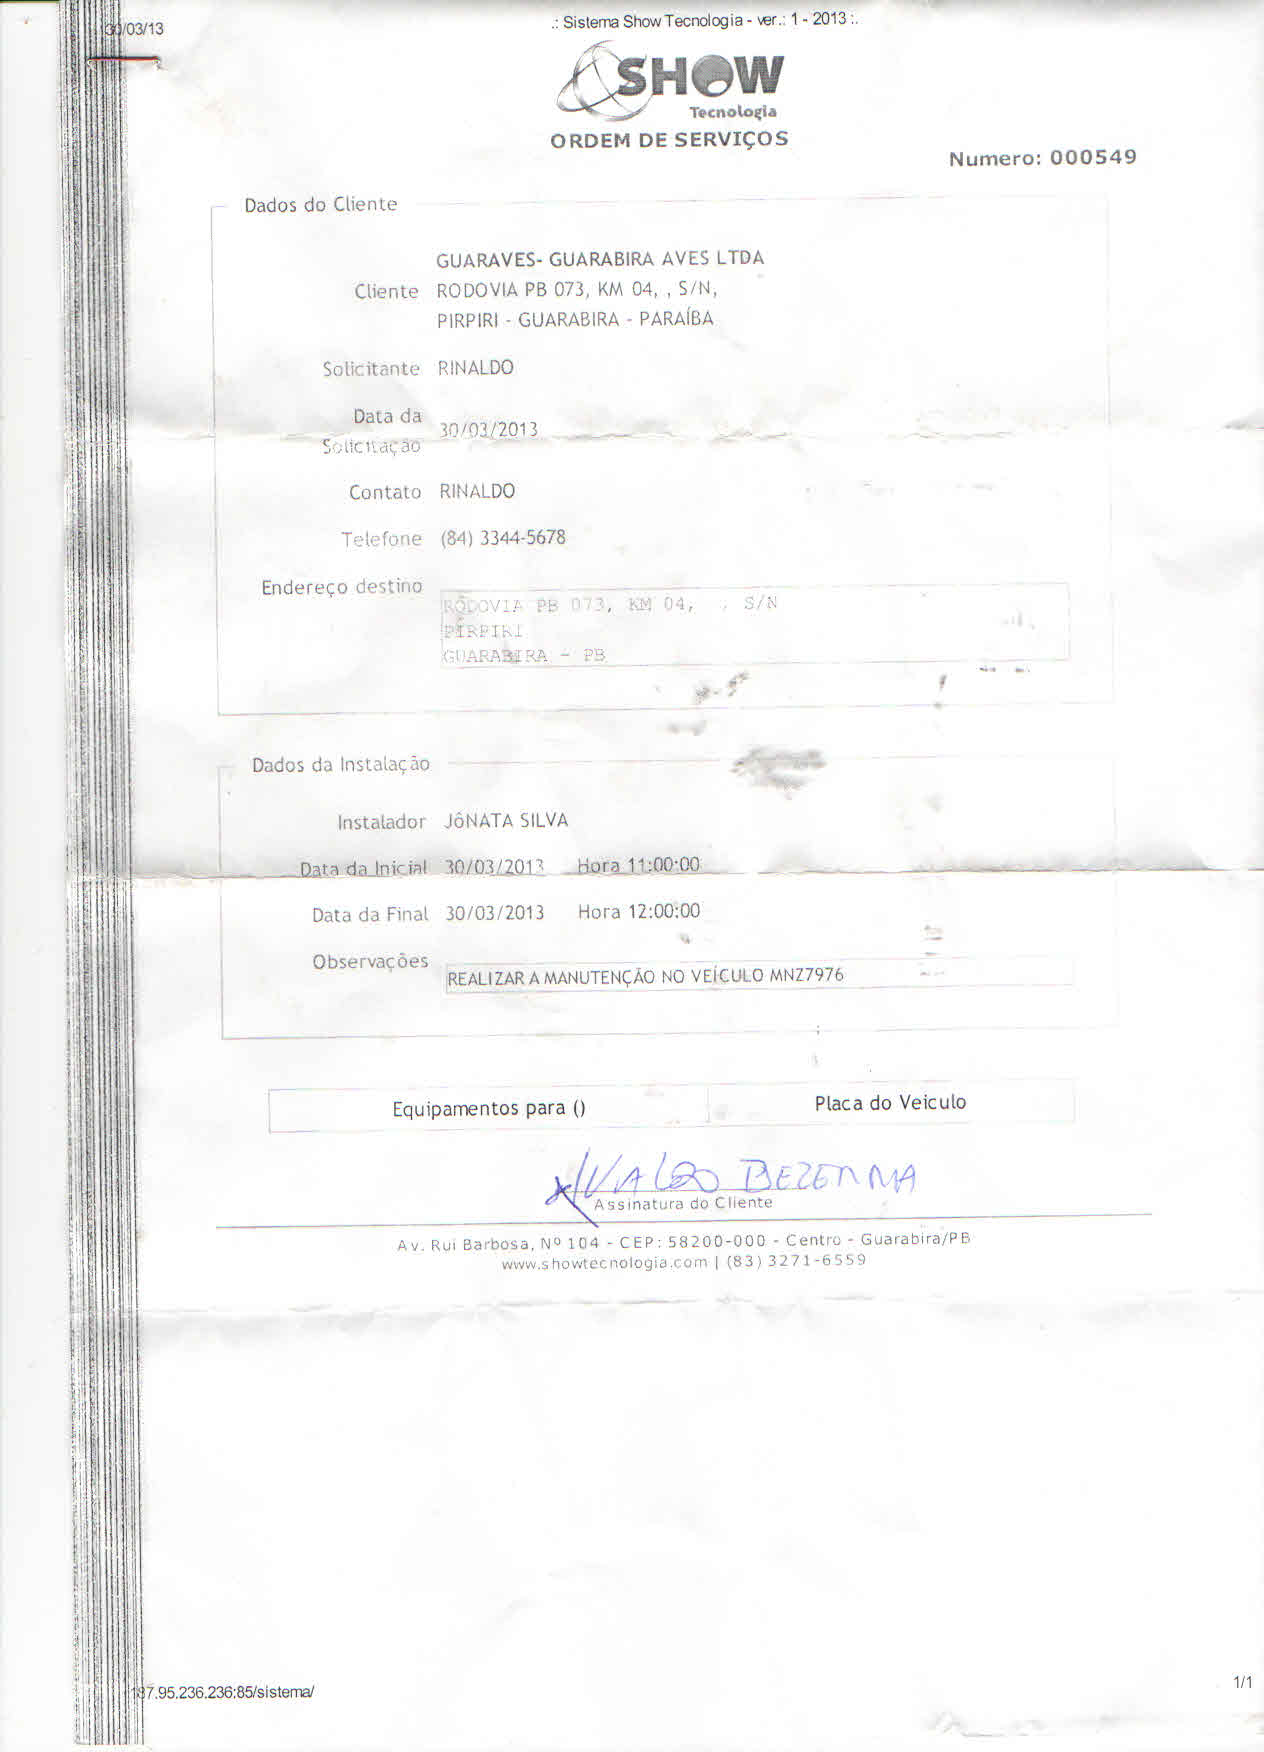 30/03/13
.: Sistema Show Tecnologia - ver.: 1 - 2013 :.
SHOW
Tecnologia
ORDEM DE SERVIÇOS
Numero: 000549
Dados do Cliente
GUARAVES- GUARABIRA AVES LTDA
Cliente RODOVIA PB 073, KM 04, , S/N,
PIRPIRI - GUARABIRA - PARAÍBA
Solicitante RINALDO
Data da Solicitação 30/03/2013
Contato RINALDO
Telefone (84) 3344-5678
Endereço destino
RODOVIA PB 073, KM 04, , S/N
PIRPIRI
GUARABIRA - PB
Dados da Instalação
Instalador JÔNATA SILVA
Data da Inicial 30/03/2013 Hora 11:00:00
Data da Final 30/03/2013 Hora 12:00:00
Observações
REALIZAR A MANUTENÇÃO NO VEÍCULO MNZ7976
Equipamentos para () Placa do Veiculo
BEZERRA
Assinatura do Cliente
Av. Rui Barbosa, Nº 104 - CEP: 58200-000 - Centro - Guarabira/PB
www.showtecnologia.com | (83) 3271-6559
187.95.236.236:85/sistema/
1/1